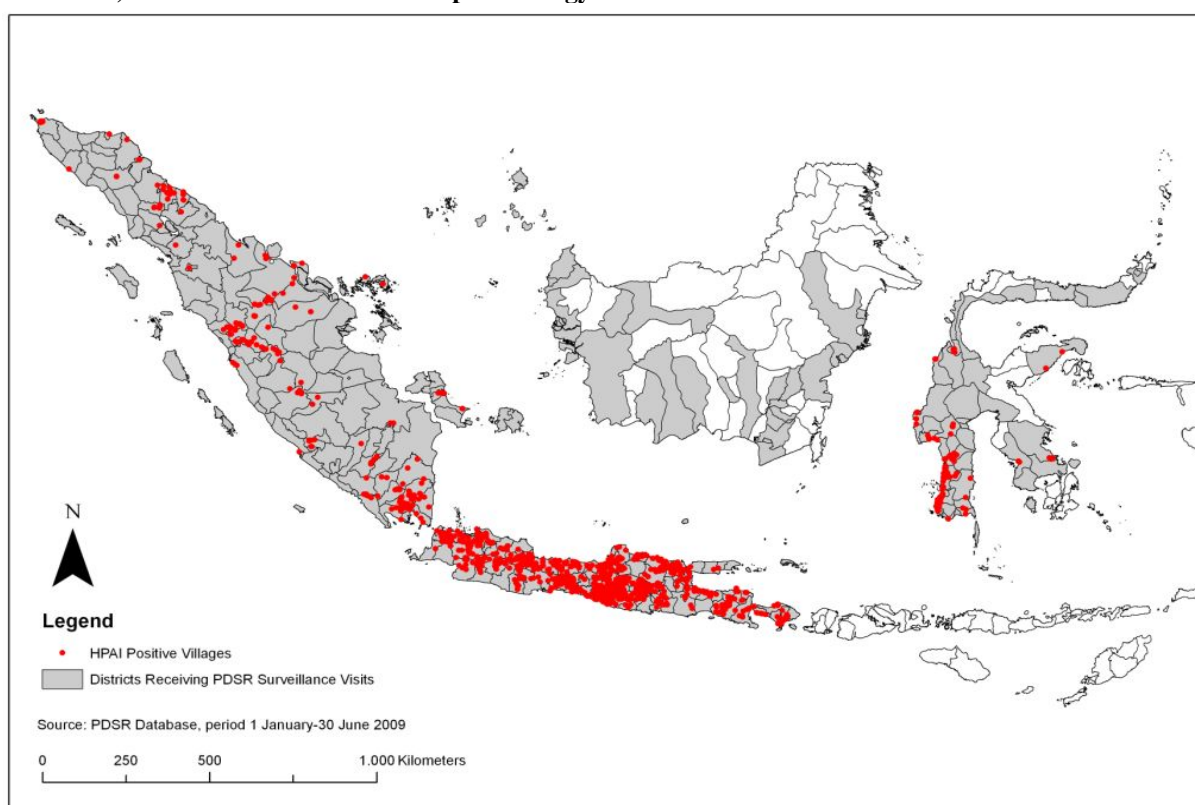 N
Legend
HPAI Positive Villages
Districts Receiving PDSR Surveillance Visits
Source: PDSR Database, period 1 January-30 June 2009
0 250 500 1.000 Kilometers